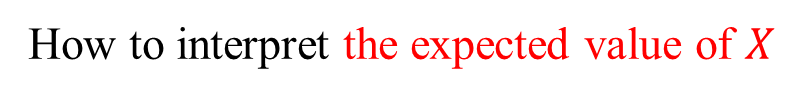 How to interpret the expected value of X